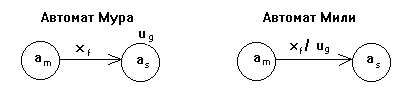 Автомат Мура
Автомат Мили
x_f
u_g
a_m
a_s
x_f / u_g
a_m
a_s